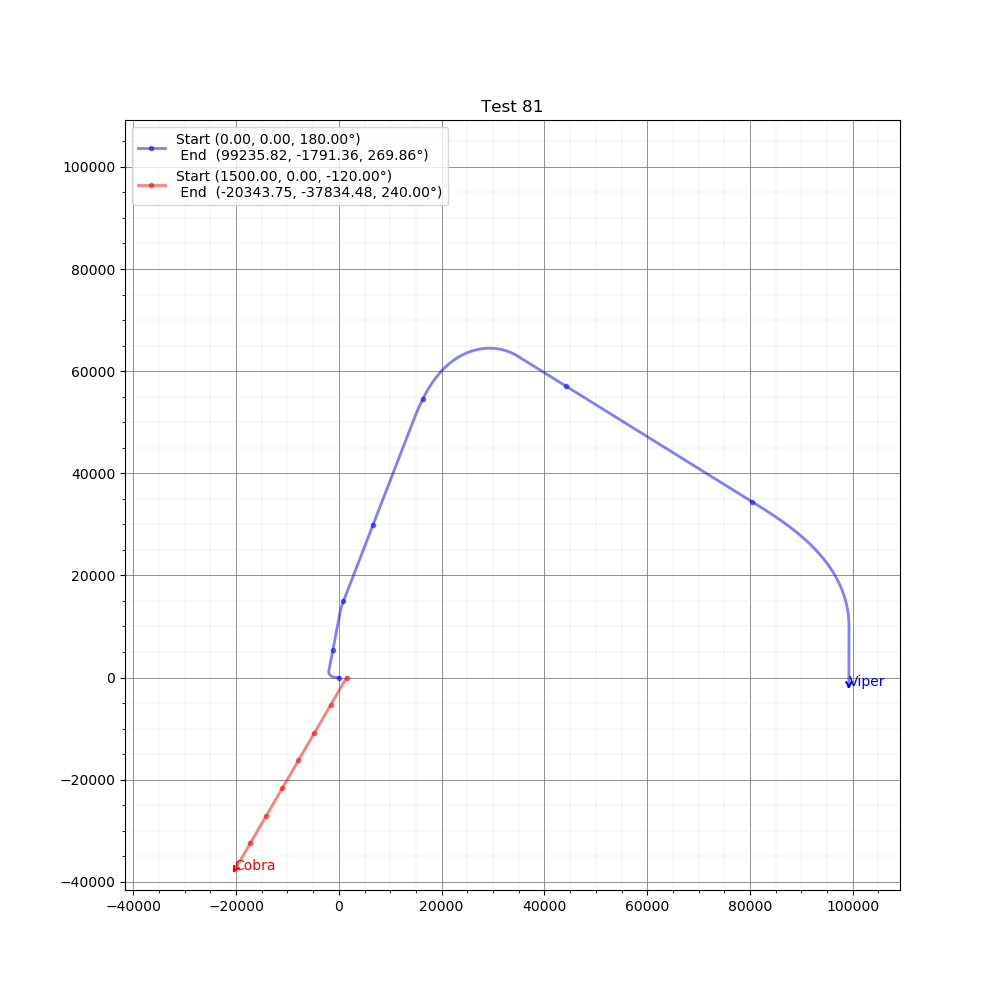 Test 81
Start (0.00, 0.00, 180.00°)
End (99235.82, -1791.36, 269.86°)
Start (1500.00, 0.00, -120.00°)
End (-20343.75, -37834.48, 240.00°)
100000
80000
60000
40000
20000
0
−20000
−40000
Viper
Cobra
−40000 −20000 0 20000 40000 60000 80000 100000